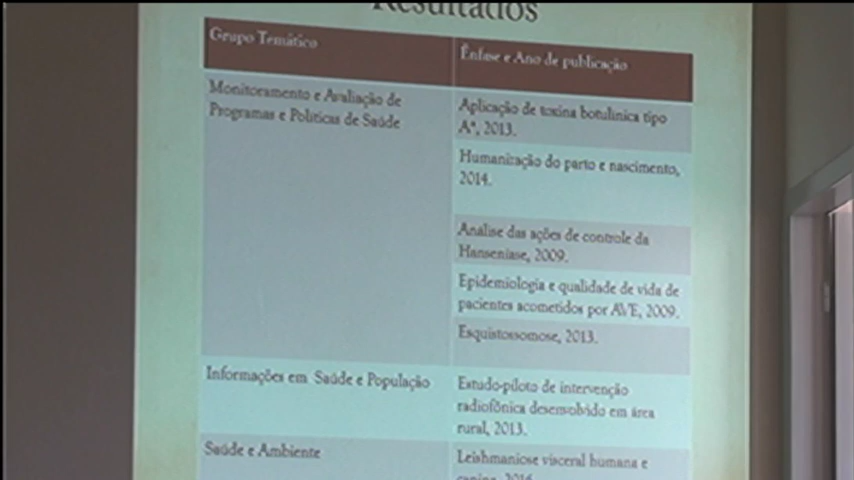 Resultados
Grupo Temático
Ênfase e Ano de publicação
Monitoramento e Avaliação de
Programas e Políticas de Saúde
Aplicação de toxina botulínica tipo
A", 2013.
Humanização do parto e nascimento,
2014.
Análise das ações de controle da
Hanseníase, 2009.
Epidemiologia e qualidade de vida de
pacientes acometidos por AVE, 2009.
Esquistossomose, 2013.
Informações em Saúde e População
Estudo-piloto de intervenção
radiofônica desenvolvido em área
rural, 2013.
Saúde e Ambiente
Leishmaniose visceral humana e
canina, 2016